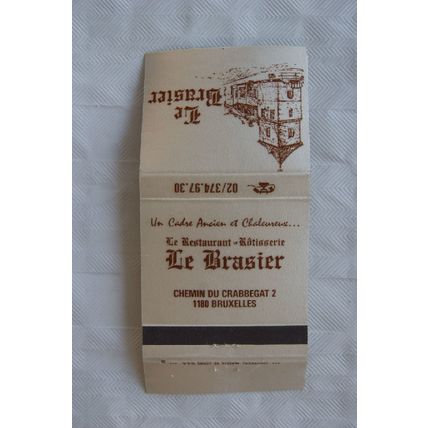 Le
Brasier
02/374.97.30
Un Cadre Ancien et Chaleureux...
Le Restaurant - Rôtisserie
Le Brasier
CHEMIN DU CRABBEGAT 2
1180 BRUXELLES